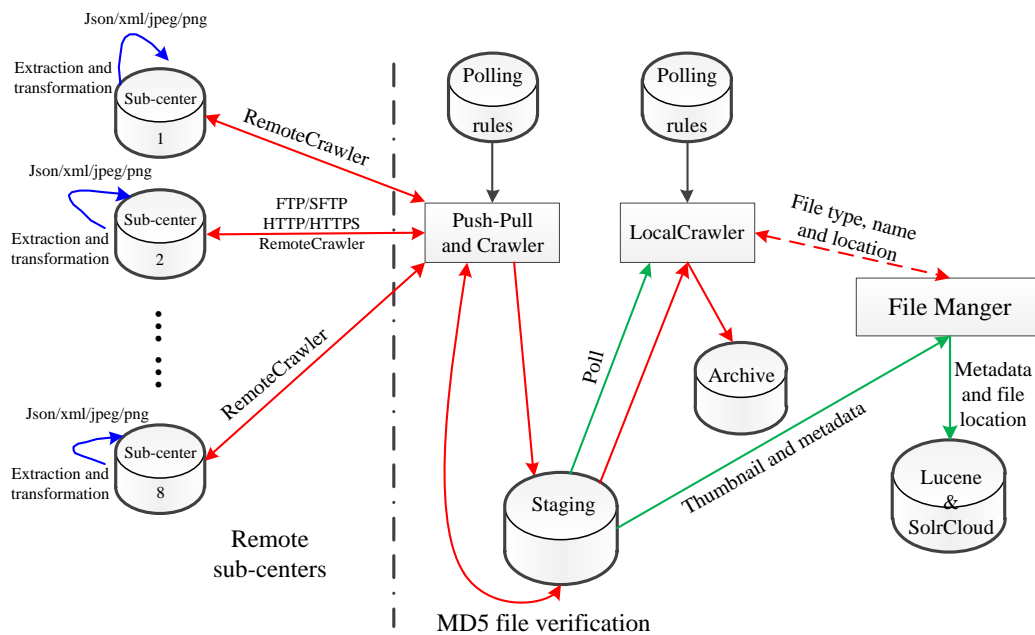 Json/xml/jpeg/png
Extraction and
transformation
Sub-center
1
Json/xml/jpeg/png
Extraction and
transformation
Sub-center
2
Json/xml/jpeg/png
Extraction and
transformation
Sub-center
8
RemoteCrawler
FTP/SFTP
HTTP/HTTPS
RemoteCrawler
RemoteCrawler
Remote
sub-centers
Polling
rules
Polling
rules
Push-Pull
and Crawler
LocalCrawler
File type, name
and location
File Manger
Poll
Archive
Metadata
and file
location
Thumbnail and metadata
Staging
Lucene
&
SolrCloud
MD5 file verification